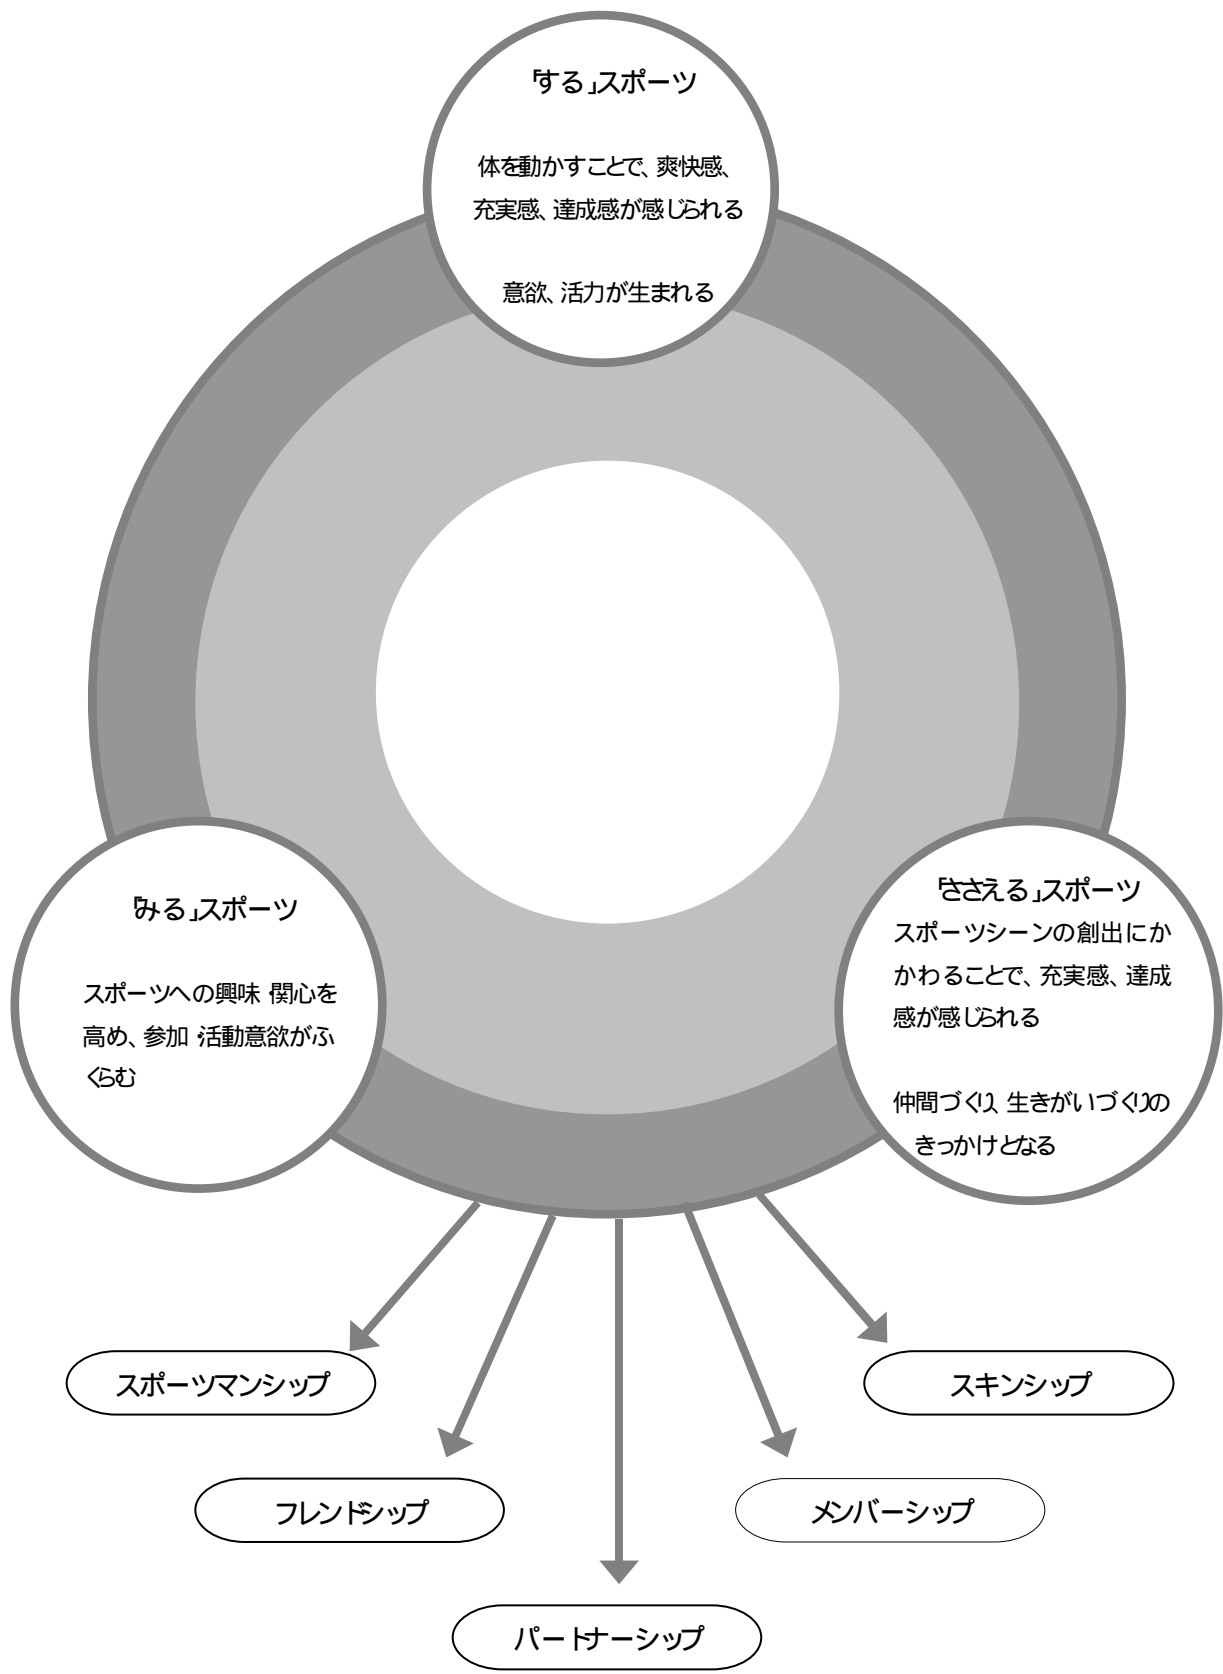 「する」スポーツ
体を動かすことで、爽快感、
充実感、達成感が感じられる
意欲、活力が生まれる
「みる」スポーツ
スポーツへの興味・関心を
高め、参加・活動意欲がふ
くらむ
「ささえる」スポーツ
スポーツシーンの創出にか
かわることで、充実感、達成
感が感じられる
仲間づくり、生きがいづくりの
きっかけとなる
スポーツマンシップ
スキンシップ
フレンドシップ
メンバーシップ
パートナーシップ